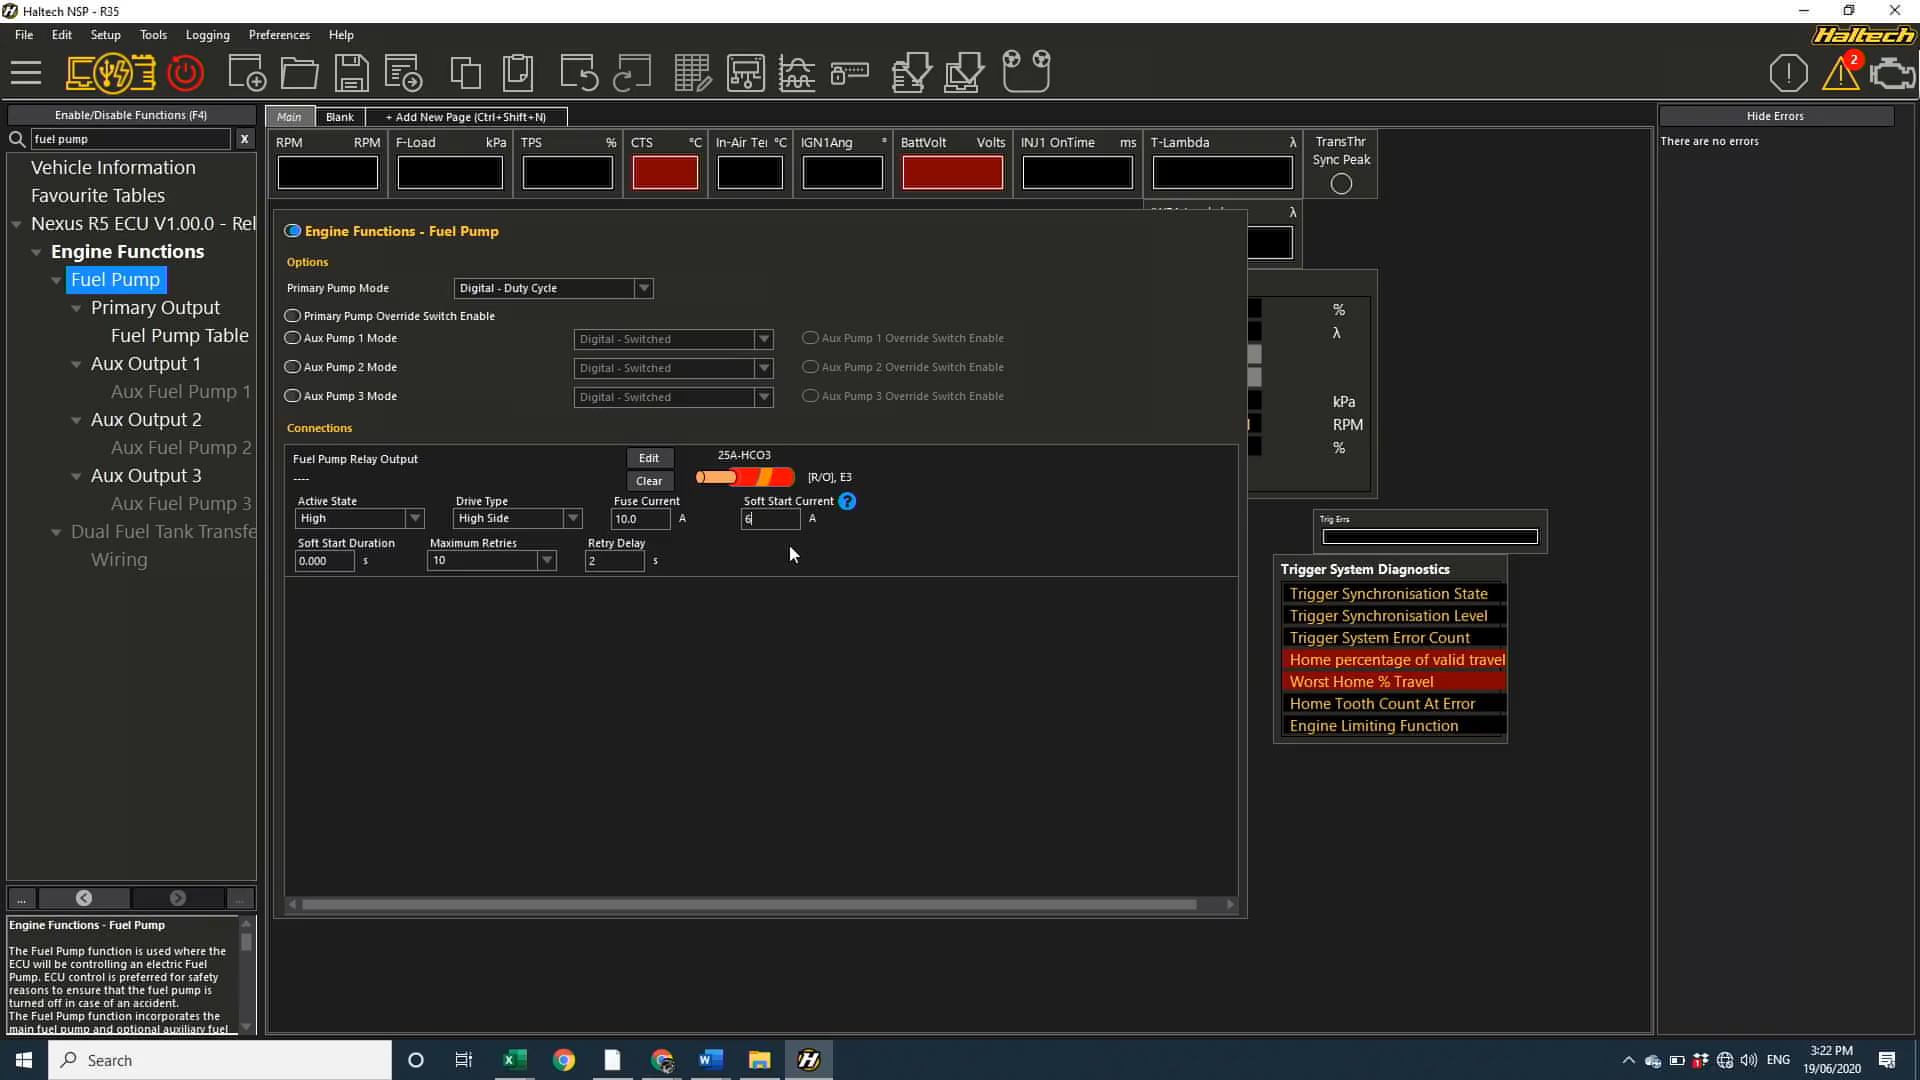 Haltech NSP - R35
File Edit Setup Tools Logging Preferences Help
Haltech
2
Enable/Disable Functions (F4)
fuel pump X
Vehicle Information
Favourite Tables
Nexus R5 ECU V1.00.0 - Rel
Engine Functions
Fuel Pump
Primary Output
Fuel Pump Table
Aux Output 1
Aux Fuel Pump 1
Aux Output 2
Aux Fuel Pump 2
Aux Output 3
Aux Fuel Pump 3
Dual Fuel Tank Transfe
Wiring
... ...
Engine Functions - Fuel Pump
The Fuel Pump function is used where the
ECU will be controlling an electric Fuel
Pump. ECU control is preferred for safety
reasons to ensure that the fuel pump is
turned off in case of an accident.
The Fuel Pump function incorporates the
main fuel pump and optional auxiliary fuel
Main Blank + Add New Page (Ctrl+Shift+N)
RPM RPM F-Load kPa TPS % CTS °C In-Air Ter °C IGN1Ang ° BattVolt Volts INJ1 OnTime ms T-Lambda λ
TransThr
Sync Peak
λ
Engine Functions - Fuel Pump
Options
Primary Pump Mode Digital - Duty Cycle
Primary Pump Override Switch Enable
Aux Pump 1 Mode Digital - Switched Aux Pump 1 Override Switch Enable
Aux Pump 2 Mode Digital - Switched Aux Pump 2 Override Switch Enable
Aux Pump 3 Mode Digital - Switched Aux Pump 3 Override Switch Enable
Connections
Fuel Pump Relay Output Edit 25A-HCO3
---- Clear [R/O], E3
Active State Drive Type Fuse Current Soft Start Current ?
High High Side 10.0 A 6 A
Soft Start Duration Maximum Retries Retry Delay
0.000 s 10 2 s
%
λ
kPa
RPM
%
Trig Errs
Trigger System Diagnostics
Trigger Synchronisation State
Trigger Synchronisation Level
Trigger System Error Count
Home percentage of valid travel
Worst Home % Travel
Home Tooth Count At Error
Engine Limiting Function
Hide Errors
There are no errors
Search
ENG
3:22 PM
19/06/2020